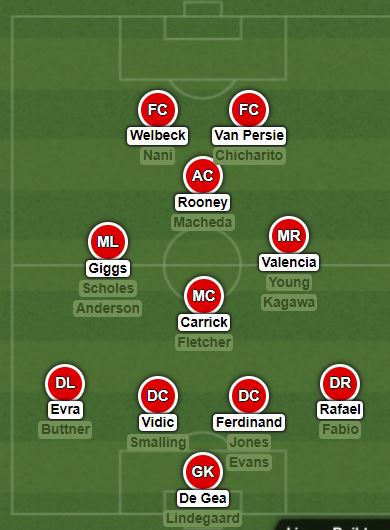 FC
FC
Welbeck
Van Persie
Nani
Chicharito
AC
Rooney
Macheda
ML
MR
Giggs
Valencia
Scholes
Young
Anderson
Kagawa
MC
Carrick
Fletcher
DL
DC
DC
DR
Evra
Vidic
Ferdinand
Rafael
Buttner
Smalling
Jones
Fabio
Evans
GK
De Gea
Lindegaard